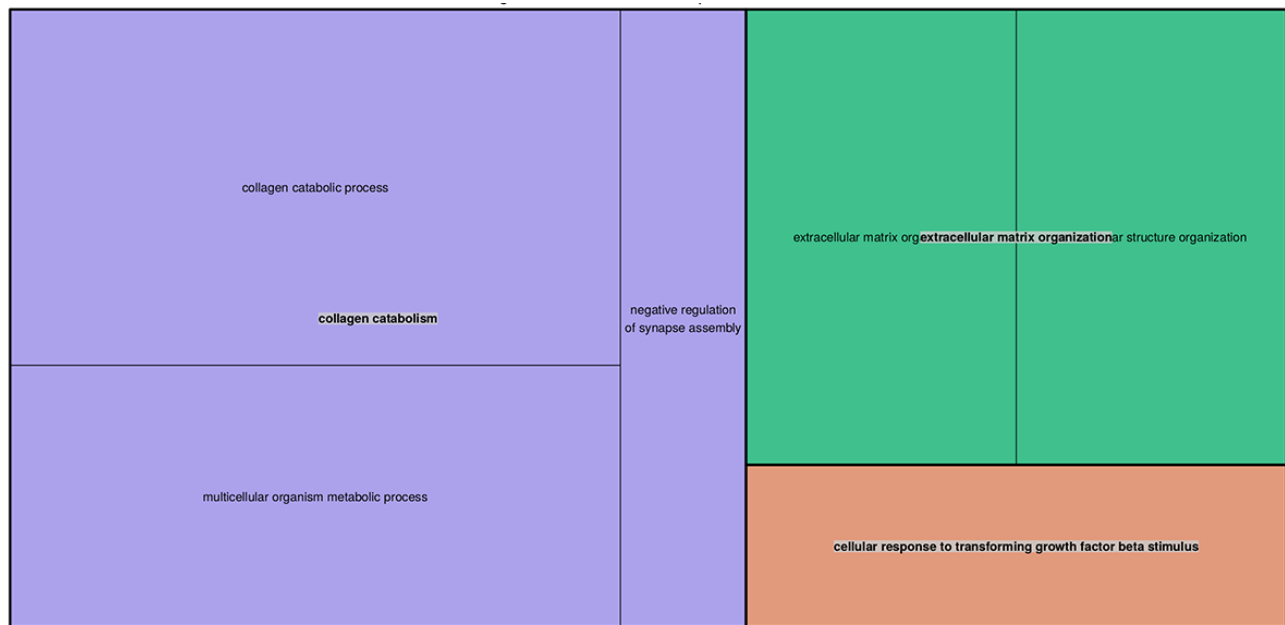 collagen catabolic process
collagen catabolism
negative regulation
of synapse assembly
multicellular organism metabolic process
extracellular matrix org
extracellular matrix organization
ar structure organization
cellular response to transforming growth factor beta stimulus